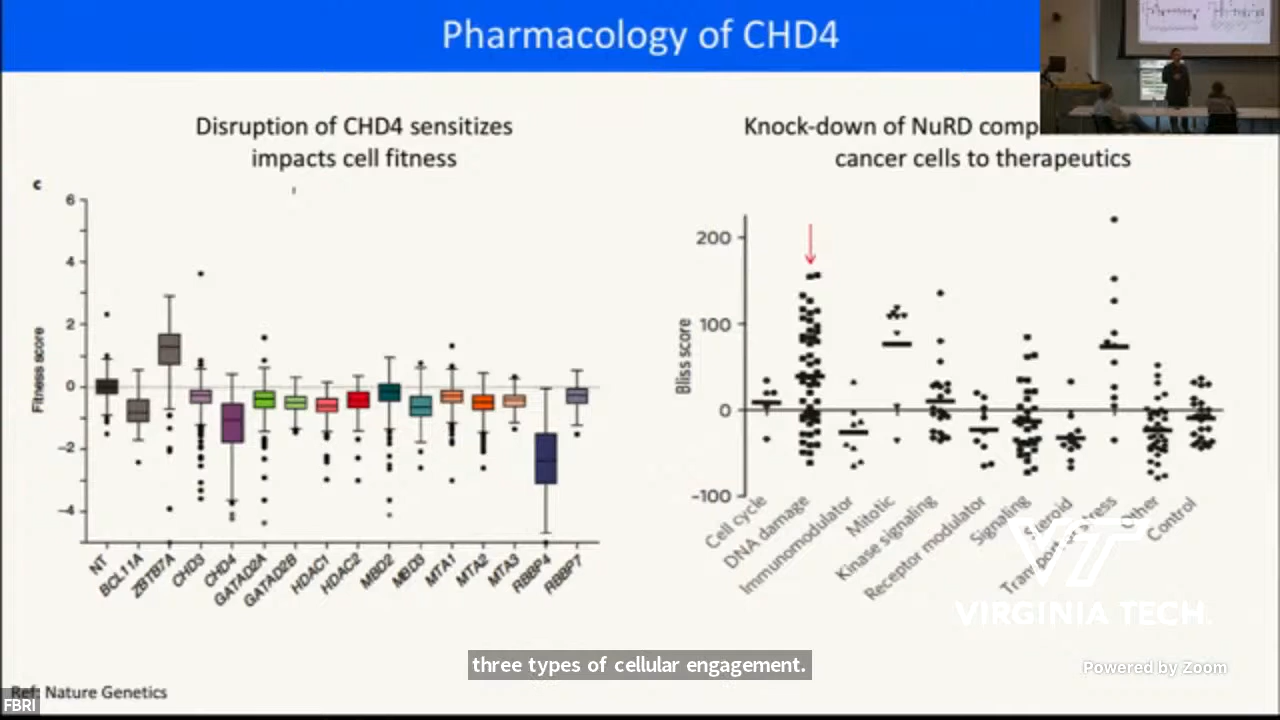 Pharmacology of CHD4
Disruption of CHD4 sensitizes
impacts cell fitness
c
6
4
2
0
−2
−4
Fitness score
NT
BCL11A
ZBTB7A
CHD3
CHD4
GATAD2A
GATAD2B
HDAC1
HDAC2
MBD2
MBD3
MTA1
MTA2
MTA3
RBBP4
RBBP7
Knock-down of NuRD comp
cancer cells to therapeutics
200
100
0
-100
Bliss score
Cell cycle
DNA damage
Immunomodulator
Mitotic
Kinase signaling
Receptor modulator
Signaling
Steroid
Other
Control
VT
VIRGINIA TECH.
three types of cellular engagement.
Powered by Zoom
Ref: Nature Genetics
FBRI